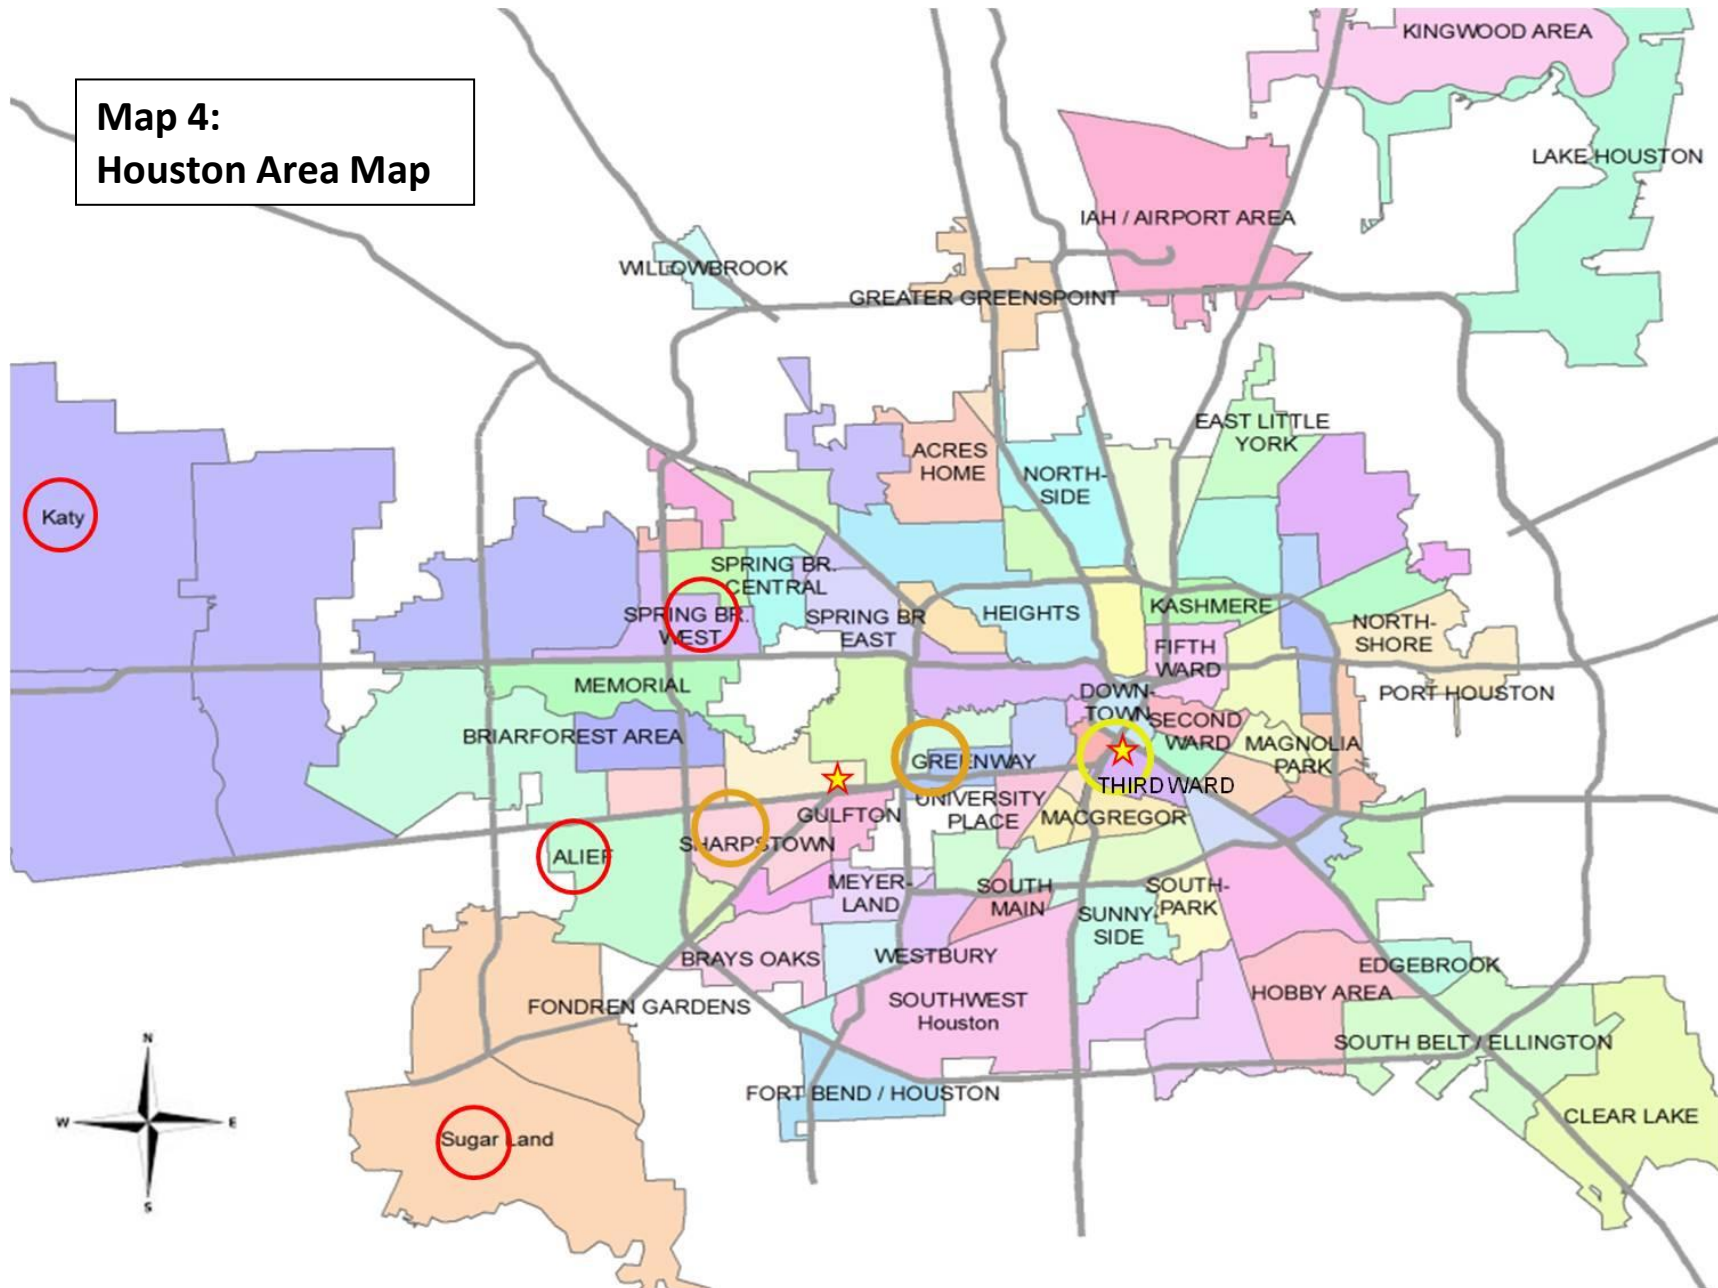 Map 4:
Houston Area Map
KINGWOOD AREA
LAKE HOUSTON
IAH / AIRPORT AREA
WILLOWBROOK
GREATER GREENSPOINT
EAST LITTLE
YORK
ACRES
HOME
NORTH-
SIDE
Katy
SPRING BR.
CENTRAL
SPRING BR.
WEST
SPRING BR
EAST
HEIGHTS
KASHMERE
NORTH-
SHORE
FIFTH
WARD
MEMORIAL
DOWN-
TOWN
PORT HOUSTON
BRIARFOREST AREA
SECOND
WARD
MAGNOLIA
PARK
GREENWAY
THIRD WARD
UNIVERSITY
PLACE
GULFTON
MACGREGOR
SHARPSTOWN
ALIEF
MEYER-
LAND
SOUTH
MAIN
SOUTH-
PARK
SUNNY-
SIDE
BRAYS OAKS
WESTBURY
EDGEBROOK
HOBBY AREA
FONDREN GARDENS
SOUTHWEST
Houston
SOUTH BELT / ELLINGTON
FORT BEND / HOUSTON
CLEAR LAKE
Sugar Land
N
W
E
S